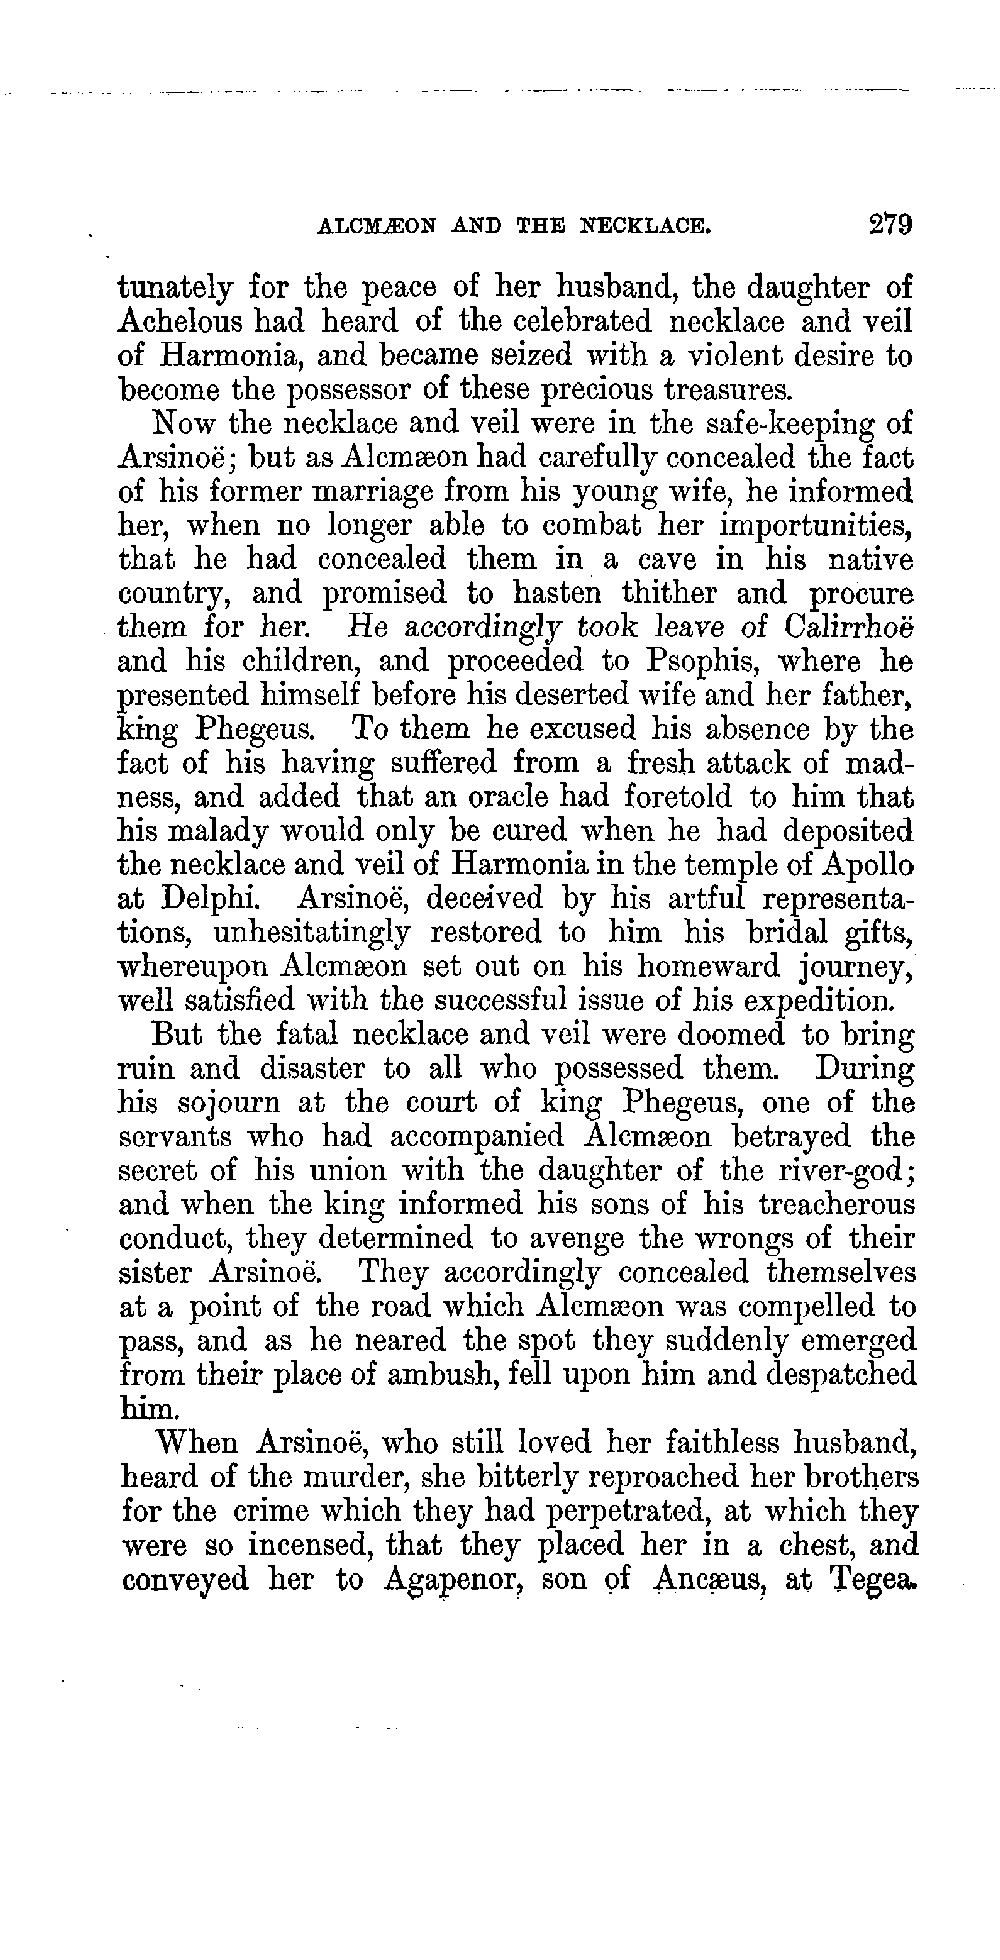 ALCMÆON AND THE NECKLACE. 279
tunately for the peace of her husband, the daughter of
Achelous had heard of the celebrated necklace and veil
of Harmonia, and became seized with a violent desire to
become the possessor of these precious treasures.
Now the necklace and veil were in the safe-keeping of
Arsinoë; but as Alcmæon had carefully concealed the fact
of his former marriage from his young wife, he informed
her, when no longer able to combat her importunities,
that he had concealed them in a cave in his native
country, and promised to hasten thither and procure
them for her. He accordingly took leave of Calirrhoë
and his children, and proceeded to Psophis, where he
presented himself before his deserted wife and her father,
king Phegeus. To them he excused his absence by the
fact of his having suffered from a fresh attack of mad-
ness, and added that an oracle had foretold to him that
his malady would only be cured when he had deposited
the necklace and veil of Harmonia in the temple of Apollo
at Delphi. Arsinoë, deceived by his artful representa-
tions, unhesitatingly restored to him his bridal gifts,
whereupon Alcmæon set out on his homeward journey,
well satisfied with the successful issue of his expedition.
But the fatal necklace and veil were doomed to bring
ruin and disaster to all who possessed them. During
his sojourn at the court of king Phegeus, one of the
servants who had accompanied Alcmæon betrayed the
secret of his union with the daughter of the river-god;
and when the king informed his sons of his treacherous
conduct, they determined to avenge the wrongs of their
sister Arsinoë. They accordingly concealed themselves
at a point of the road which Alcmæon was compelled to
pass, and as he neared the spot they suddenly emerged
from their place of ambush, fell upon him and despatched
him.
When Arsinoë, who still loved her faithless husband,
heard of the murder, she bitterly reproached her brothers
for the crime which they had perpetrated, at which they
were so incensed, that they placed her in a chest, and
conveyed her to Agapenor, son of Ancæus, at Tegea.